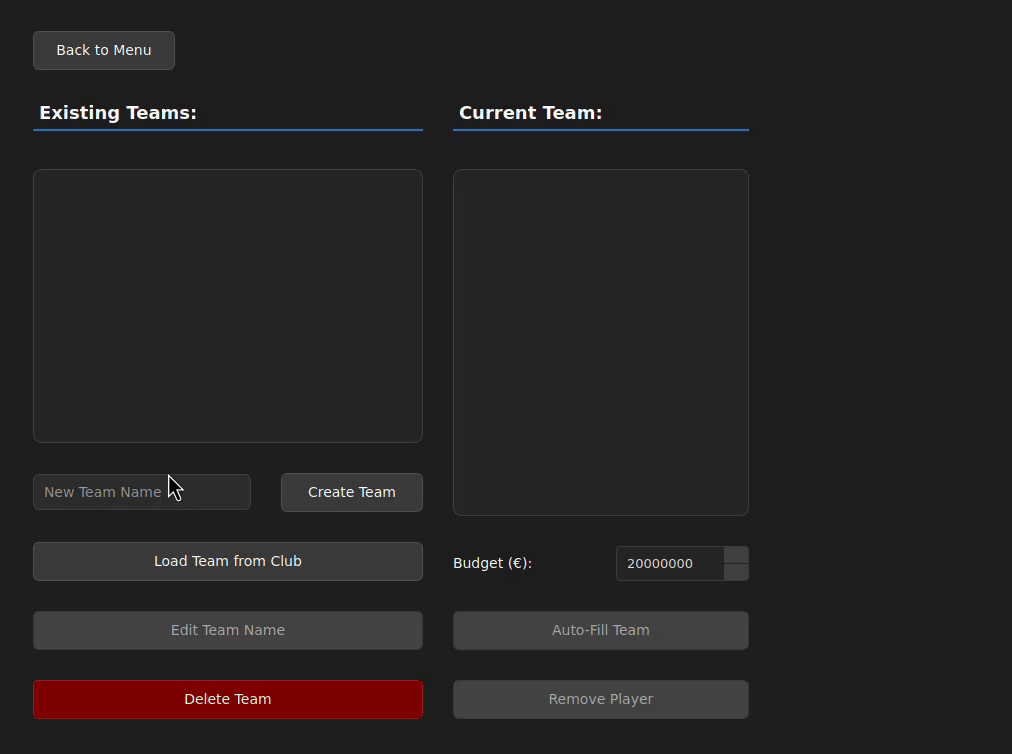 Back to Menu
Existing Teams:
Current Team:
New Team Name
Create Team
Load Team from Club
Budget (€):
20000000
Edit Team Name
Auto-Fill Team
Delete Team
Remove Player